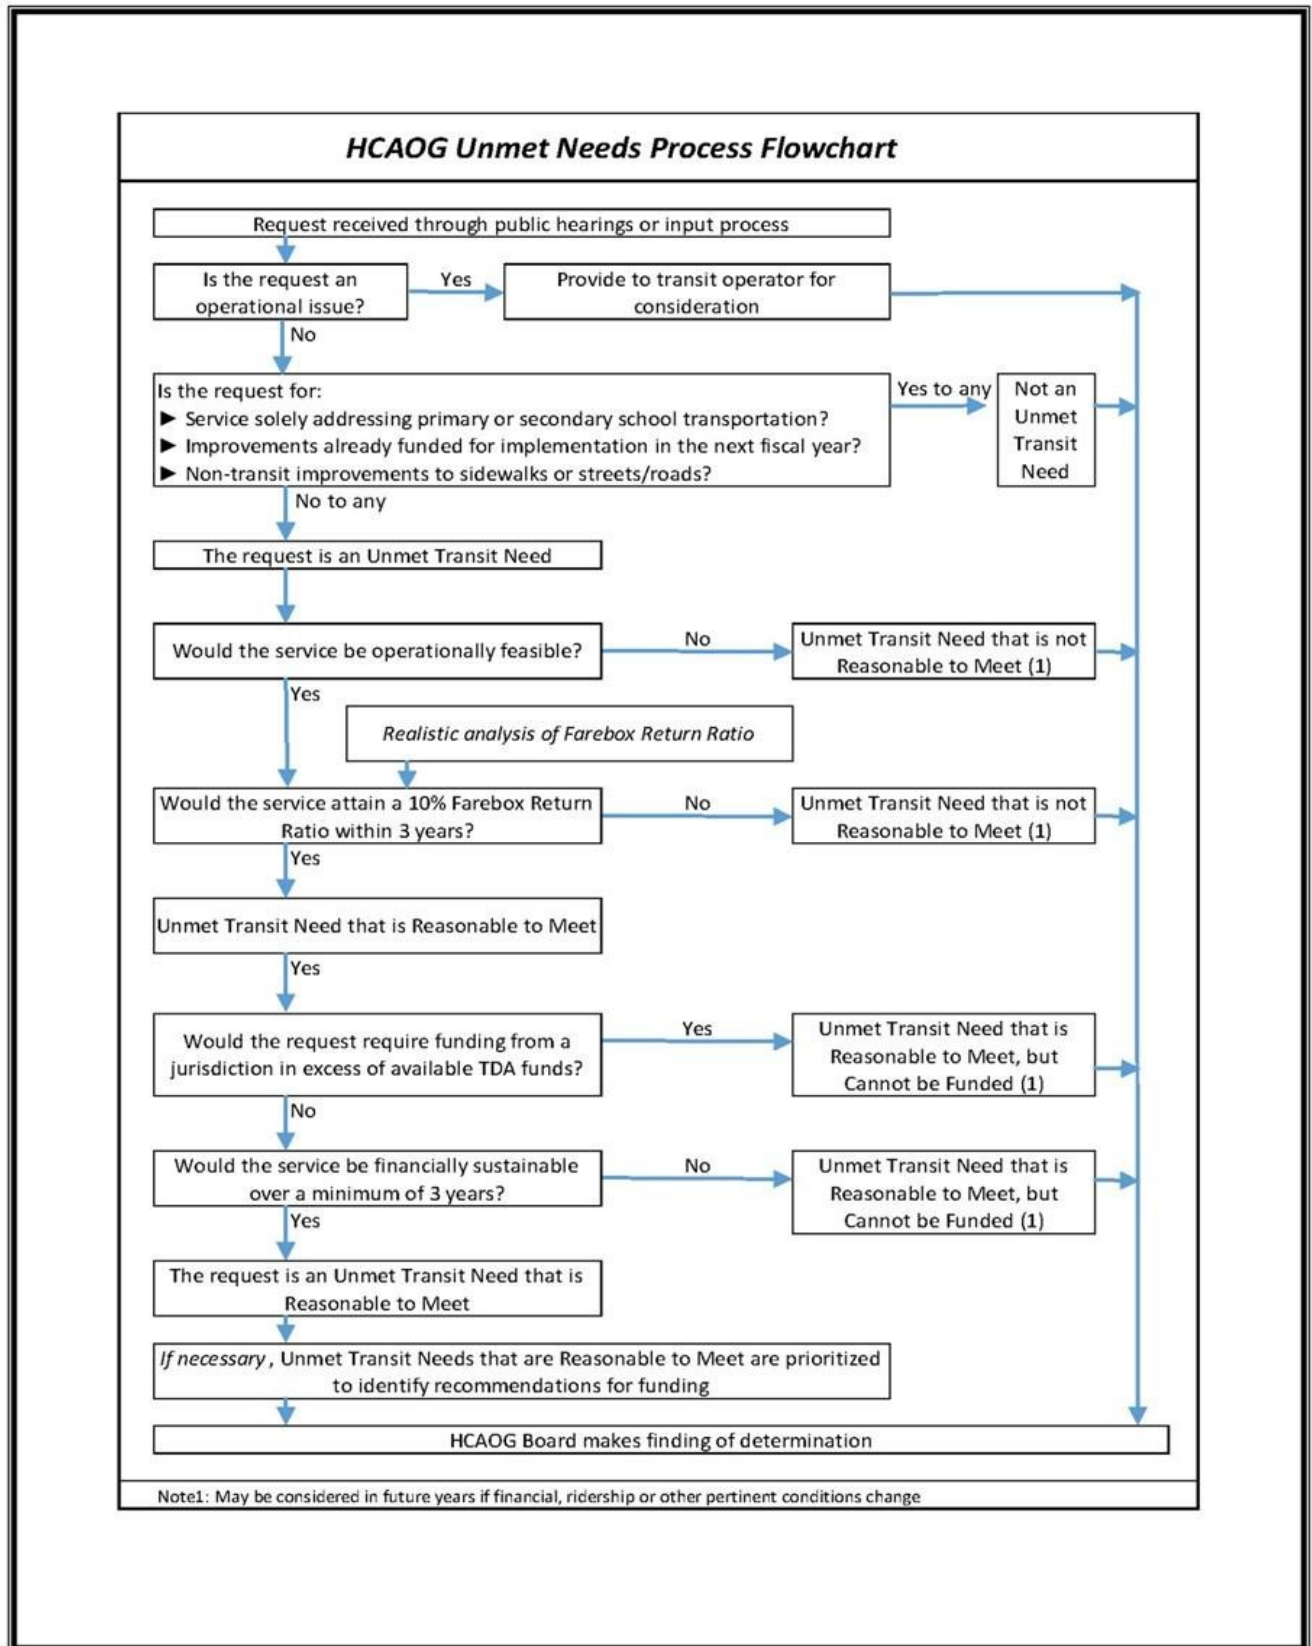 HCAOG Unmet Needs Process Flowchart
Request received through public hearings or input process
Is the request an
operational issue?
Yes
Provide to transit operator for
consideration
No
Is the request for:
► Service solely addressing primary or secondary school transportation?
► Improvements already funded for implementation in the next fiscal year?
► Non-transit improvements to sidewalks or streets/roads?
Yes to any
Not an
Unmet
Transit
Need
No to any
The request is an Unmet Transit Need
Would the service be operationally feasible?
No
Unmet Transit Need that is not
Reasonable to Meet (1)
Yes
Realistic analysis of Farebox Return Ratio
Would the service attain a 10% Farebox Return
Ratio within 3 years?
No
Unmet Transit Need that is not
Reasonable to Meet (1)
Yes
Unmet Transit Need that is Reasonable to Meet
Yes
Would the request require funding from a
jurisdiction in excess of available TDA funds?
Yes
Unmet Transit Need that is
Reasonable to Meet, but
Cannot be Funded (1)
No
Would the service be financially sustainable
over a minimum of 3 years?
No
Unmet Transit Need that is
Reasonable to Meet, but
Cannot be Funded (1)
Yes
The request is an Unmet Transit Need that is
Reasonable to Meet
If necessary, Unmet Transit Needs that are Reasonable to Meet are prioritized
to identify recommendations for funding
HCAOG Board makes finding of determination
Note1: May be considered in future years if financial, ridership or other pertinent conditions change